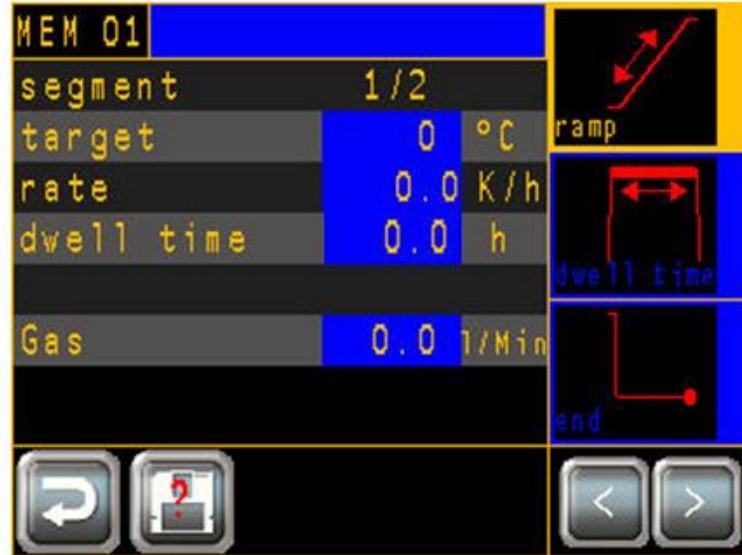 MEM 01
segment 1/2
target 0 °C
rate 0.0 K/h
dwell time 0.0 h
Gas 0.0 l/Min
ramp
dwell time
end
?
< >